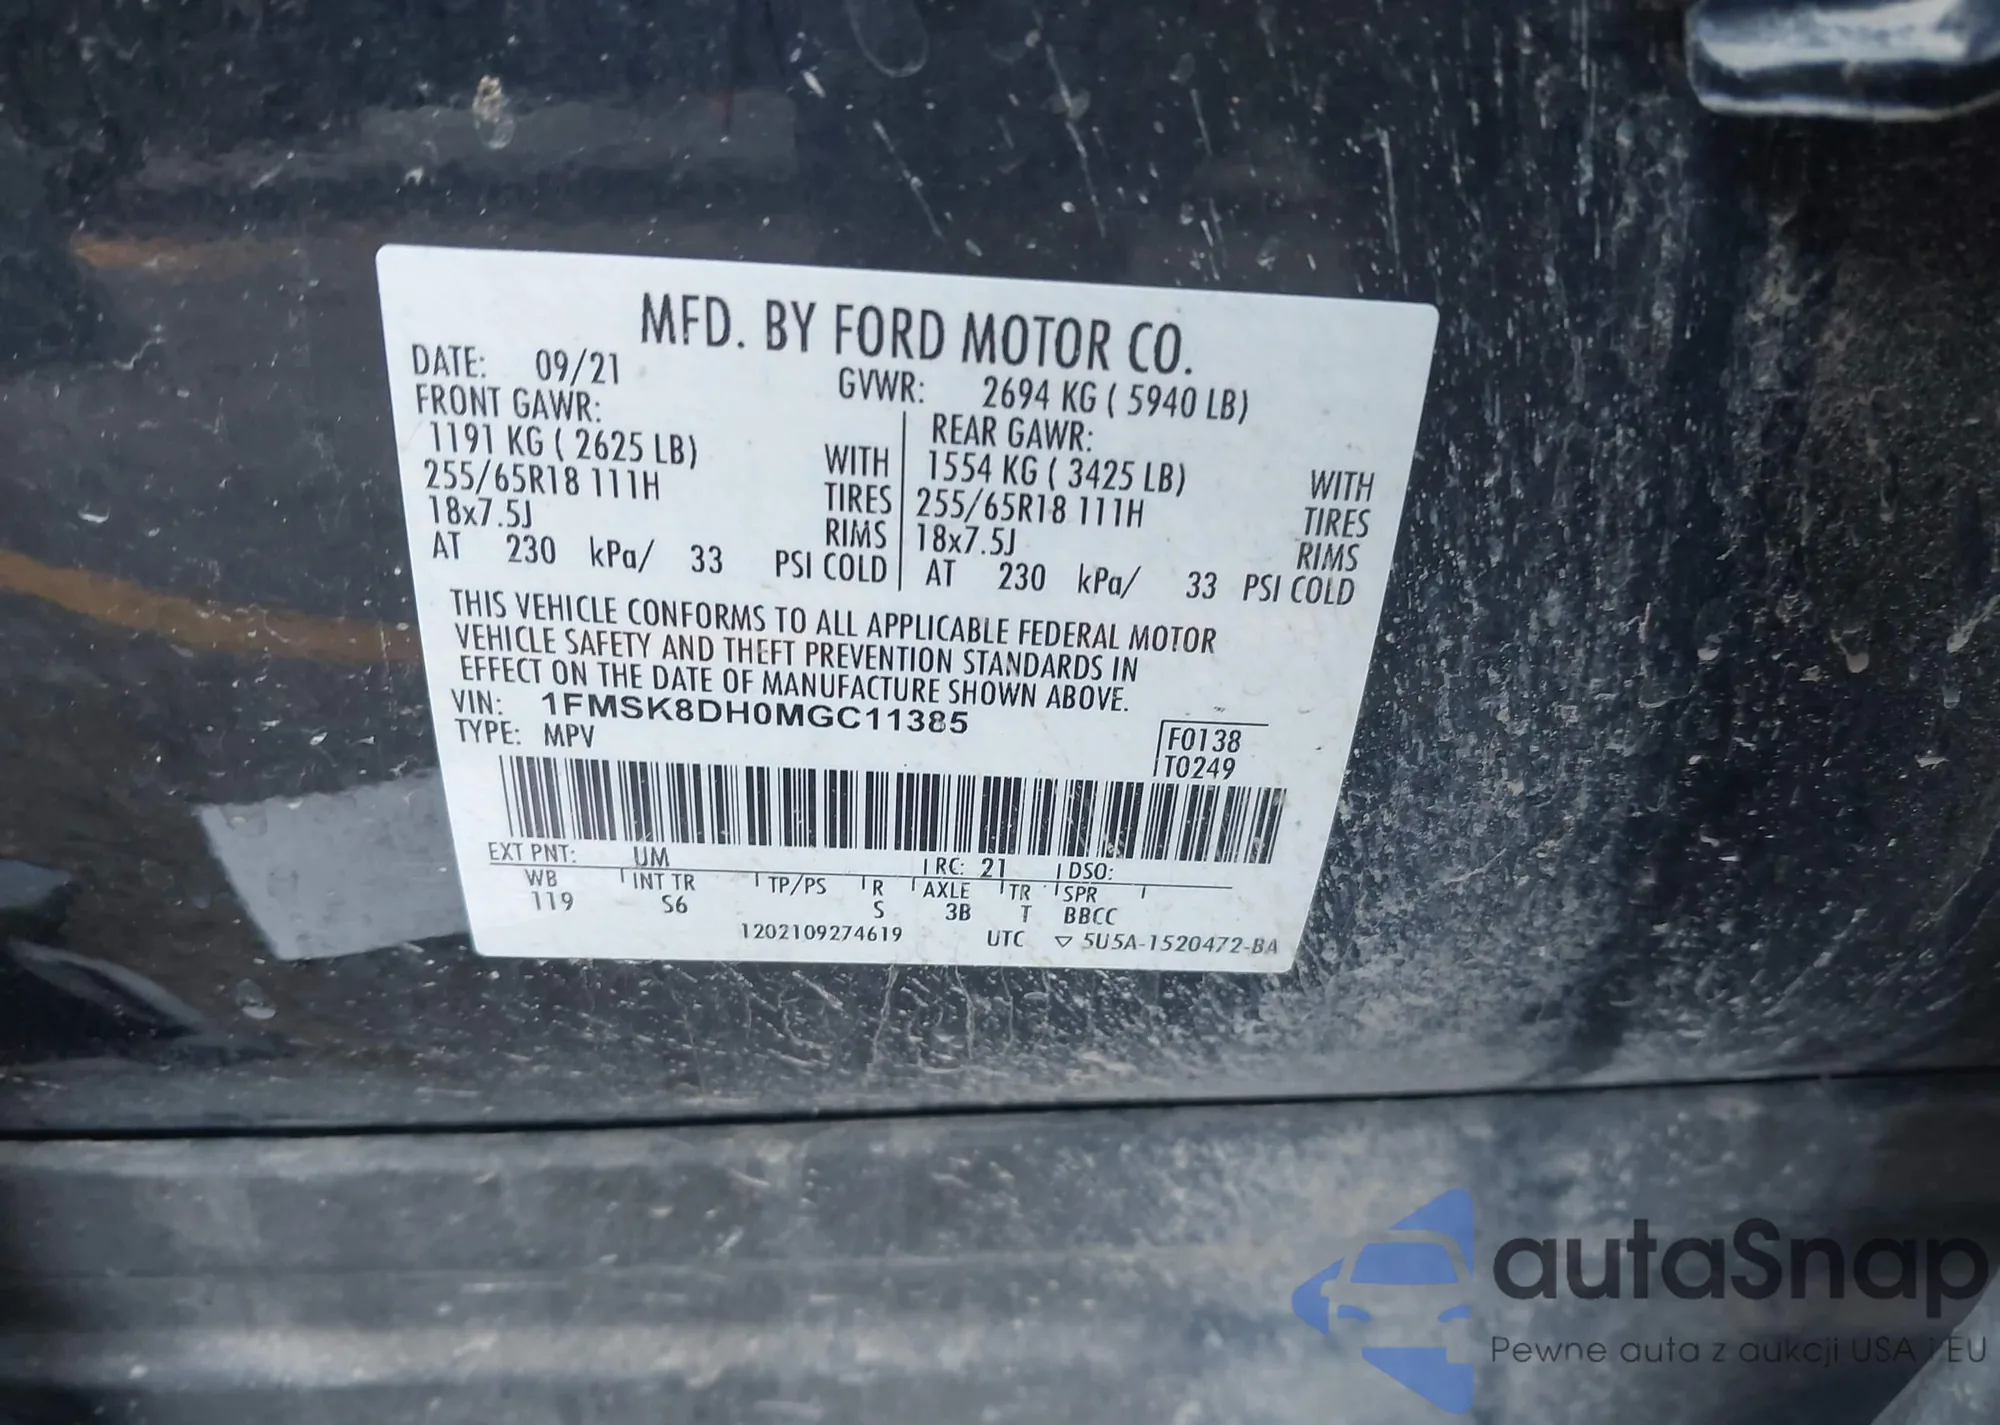 MFD. BY FORD MOTOR CO.
DATE: 09/21 GVWR: 2694 KG ( 5940 LB)
FRONT GAWR: REAR GAWR:
1191 KG ( 2625 LB) WITH 1554 KG ( 3425 LB) WITH
255/65R18 111H TIRES 255/65R18 111H TIRES
18x7.5J RIMS 18x7.5J RIMS
AT 230 kPa/ 33 PSI COLD AT 230 kPa/ 33 PSI COLD
THIS VEHICLE CONFORMS TO ALL APPLICABLE FEDERAL MOTOR
VEHICLE SAFETY AND THEFT PREVENTION STANDARDS IN
EFFECT ON THE DATE OF MANUFACTURE SHOWN ABOVE.
VIN: 1FMSK8DH0MGC11385
TYPE: MPV
F0138
T0249
EXT PNT: UM RC: 21 DSO:
WB INT TR TP/PS R AXLE TR SPR
119 S6 S 3B T BBCC
1202109274619 UTC ▽ 5U5A-1520472-BA
autaSnap
Pewne auta z aukcji USA i EU